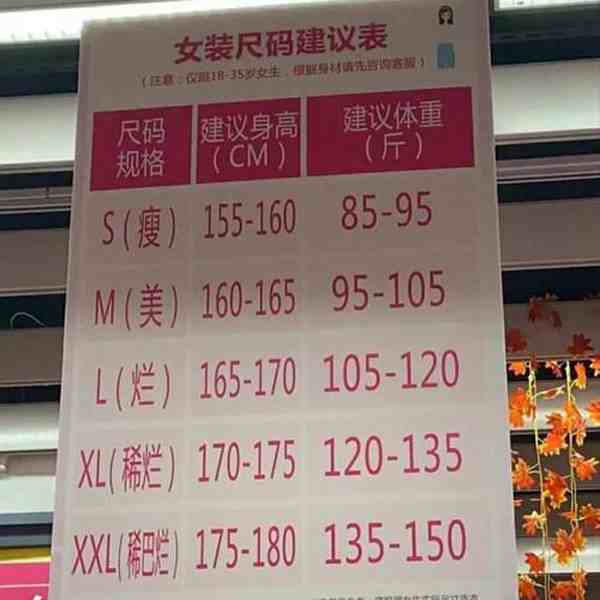 女装尺码建议表
(注意:仅限18-35岁女生,根据身材请先咨询客服)
尺码 规格 建议身高 (CM) 建议体重 (斤)
S(瘦) 155-160 85-95
M(美) 160-165 95-105
L(烂) 165-170 105-120
XL(稀烂) 170-175 120-135
XXL(稀巴烂) 175-180 135-150